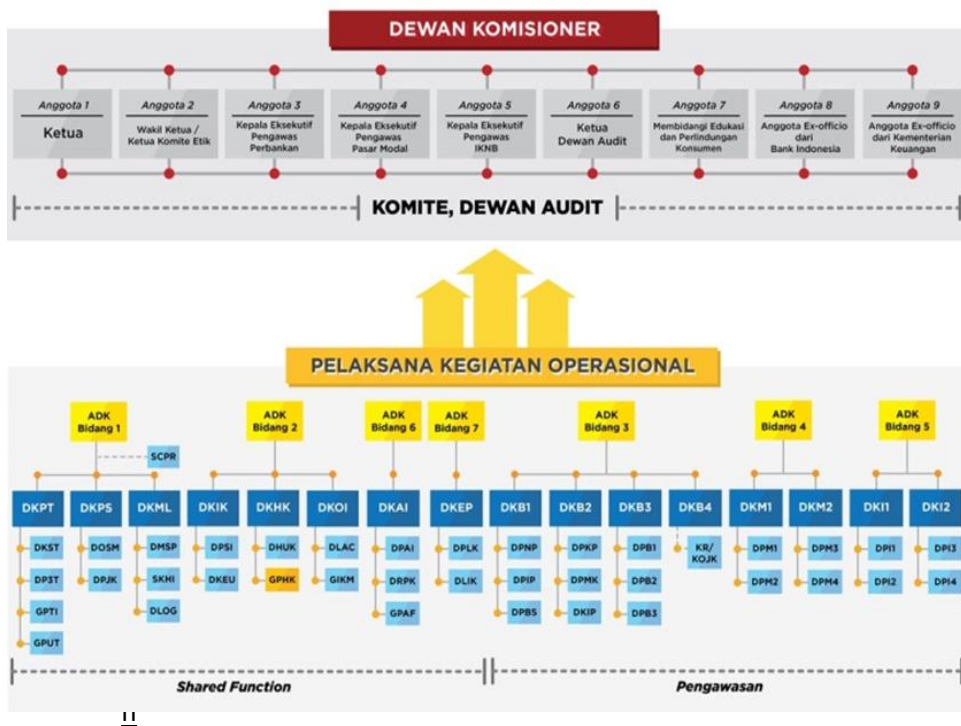 DEWAN KOMISIONER
Anggota 1
Ketua
Anggota 2
Wakil Ketua /
Ketua Komite Etik
Anggota 3
Kepala Eksekutif
Pengawas
Perbankan
Anggota 4
Kepala Eksekutif
Pengawas
Pasar Modal
Anggota 5
Kepala Eksekutif
Pengawas
IKNB
Anggota 6
Ketua
Dewan Audit
Anggota 7
Membidangi Edukasi
dan Perlindungan
Konsumen
Anggota 8
Anggota Ex-officio
dari
Bank Indonesia
Anggota 9
Anggota Ex-officio
dari Kementerian
Keuangan
KOMITE, DEWAN AUDIT
PELAKSANA KEGIATAN OPERASIONAL
ADK
Bidang 1
ADK
Bidang 2
ADK
Bidang 6
ADK
Bidang 7
ADK
Bidang 3
ADK
Bidang 4
ADK
Bidang 5
SCPR
DKPT DKPS DKML DKIK DKHK DKOI DKAI DKEP DKB1 DKB2 DKB3 DKB4 DKM1 DKM2 DKI1 DKI2
DKST DOSM DMSP DPSI DHUK DLAC DPAI DPLK DPNP DPKP DPB1 KR/
KOJK DPM1 DPM3 DPI1 DPI3
DP3T DPJK SKHI DKEU GPHK GIKM DRPK DLIK DPIP DPMK DPB2 DPM2 DPM4 DPI2 DPI4
GPTI DLOG GPAF DPBS DKIP DPB3
GPUT
Shared Function
Pengawasan